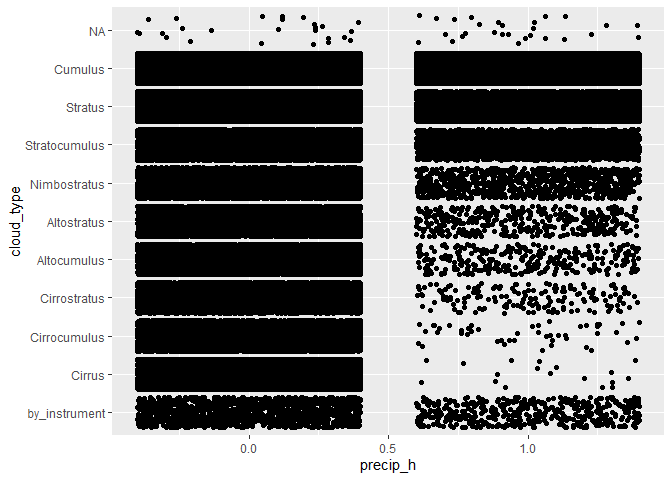 NA
Cumulus
Stratus
Stratocumulus
Nimbostratus
Altostratus
Altocumulus
Cirrostratus
Cirrocumulus
Cirrus
by_instrument
cloud_type
0.0 0.5 1.0
precip_h